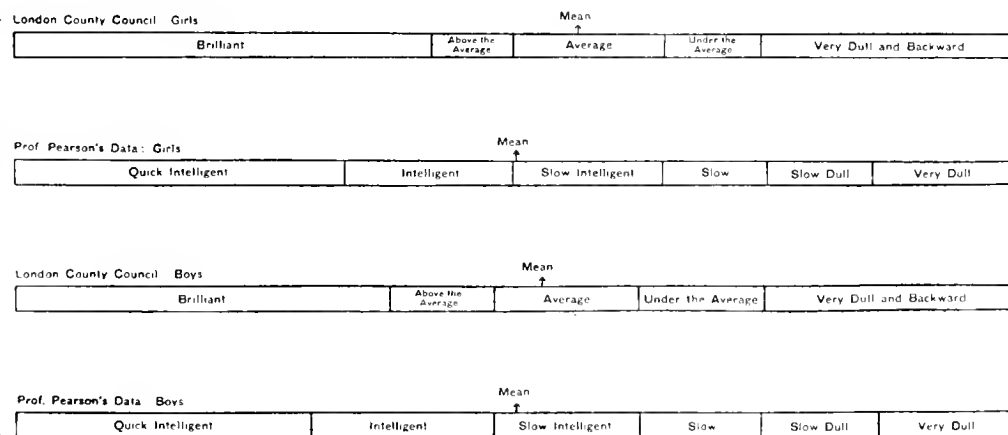 London County Council Girls
Mean
Brilliant
Above the
Average
Average
Under the
Average
Very Dull and Backward
Prof Pearson's Data: Girls
Mean
Quick Intelligent
Intelligent
Slow Intelligent
Slow
Slow Dull
Very Dull
London County Council Boys
Mean
Brilliant
Above the
Average
Average
Under the Average
Very Dull and Backward
Prof. Pearson's Data Boys
Mean
Quick Intelligent
Intelligent
Slow Intelligent
Slow
Slow Dull
Very Dull